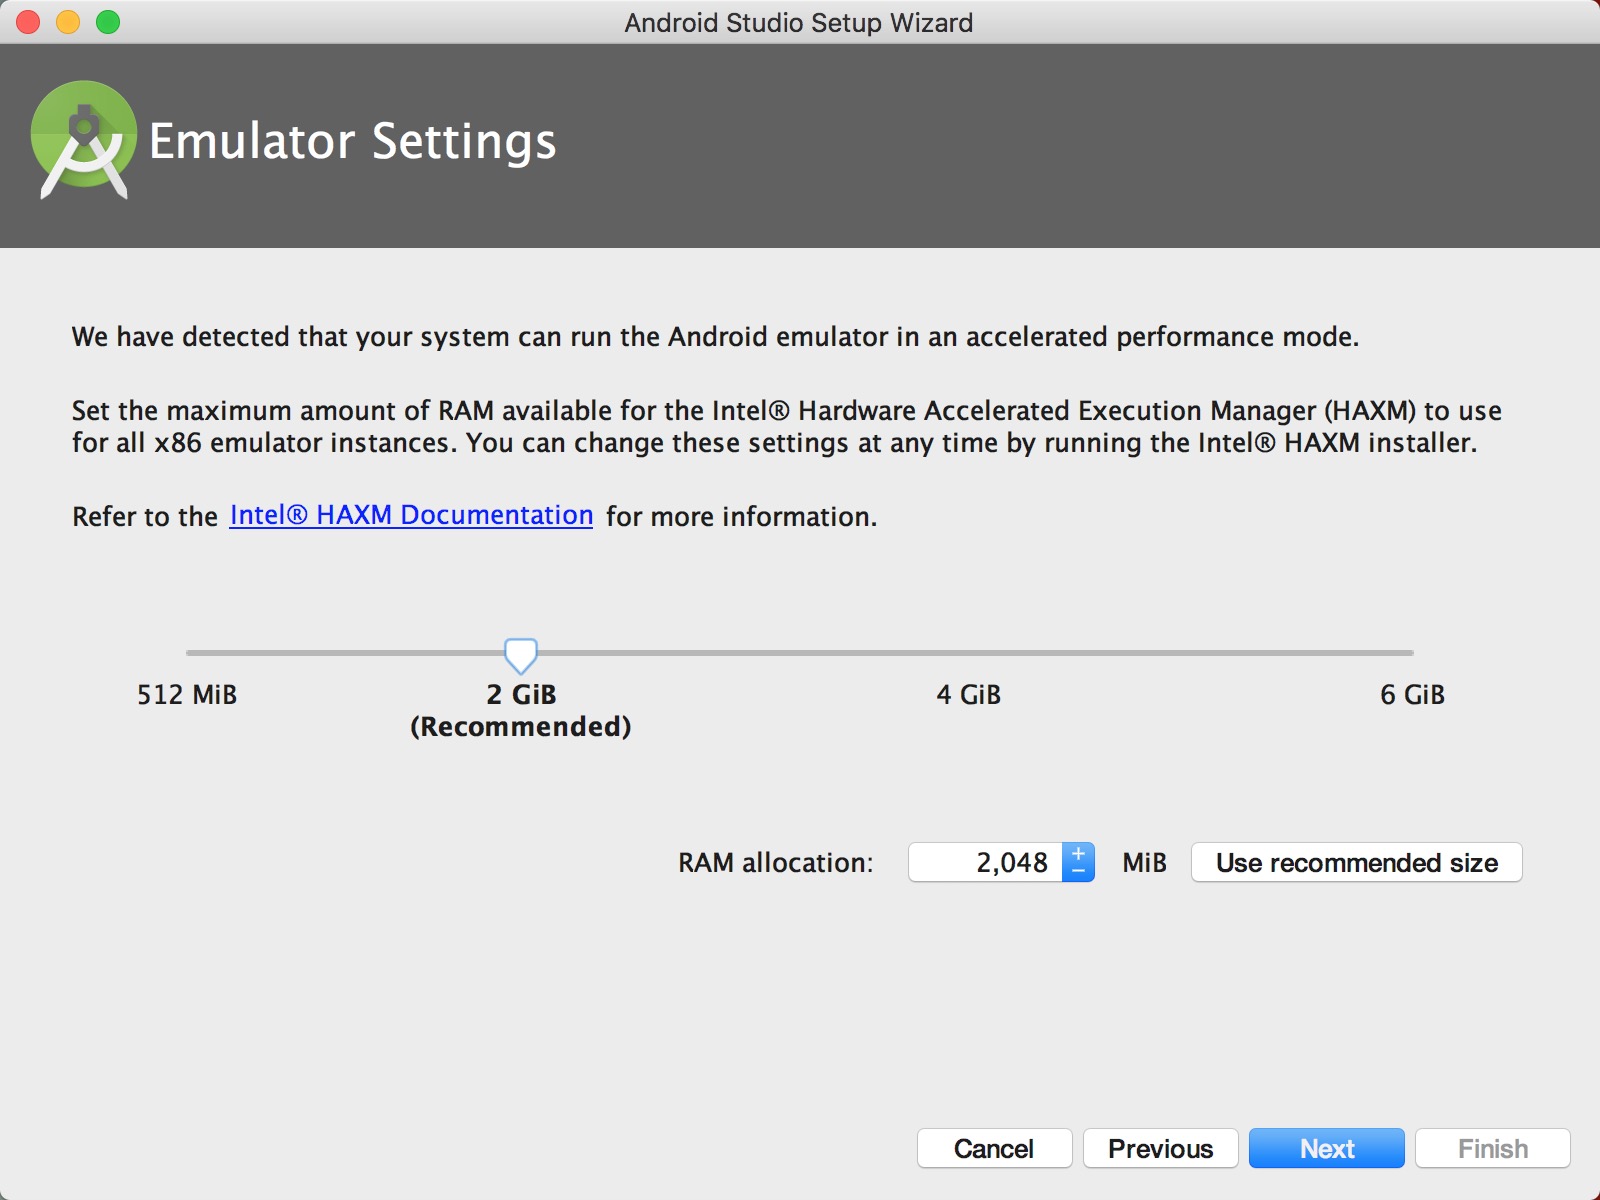 Android Studio Setup Wizard
Emulator Settings
We have detected that your system can run the Android emulator in an accelerated performance mode.
Set the maximum amount of RAM available for the Intel® Hardware Accelerated Execution Manager (HAXM) to use
for all x86 emulator instances. You can change these settings at any time by running the Intel® HAXM installer.
Refer to the Intel® HAXM Documentation for more information.
512 MiB 2 GiB 4 GiB 6 GiB
(Recommended)
RAM allocation: 2,048 + − MiB Use recommended size
Cancel Previous Next Finish